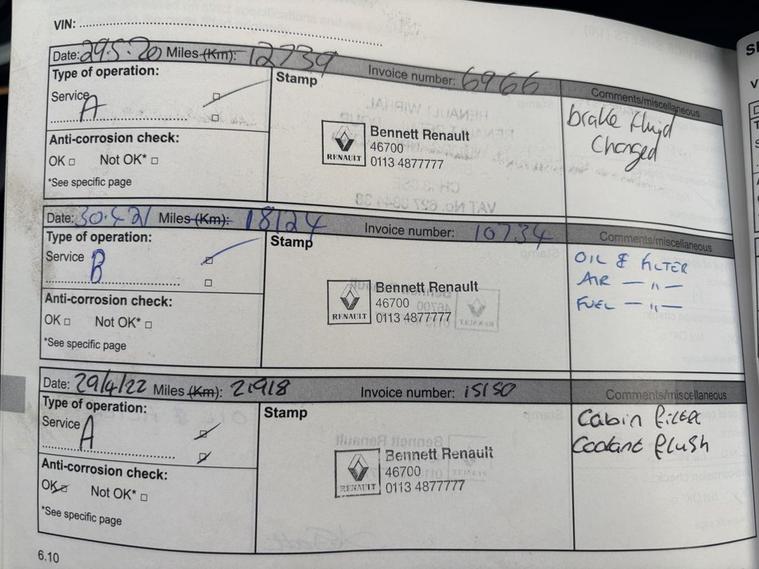 VIN:
Date: 29.5.20 Miles (Km): 12739 Invoice number: 6966 Comments/miscellaneous
Type of operation:
Service A
Stamp
Bennett Renault
46700
0113 4877777
RENAULT
brake fluid
Changed
Anti-corrosion check:
OK Not OK*
*See specific page
Date: 30.4.21 Miles (Km): 18124 Invoice number: 10734 Comments/miscellaneous
Type of operation:
Service B
Stamp
Bennett Renault
46700
0113 4877777
RENAULT
OIL & FILTER
AIR — " —
FUEL — " —
Anti-corrosion check:
OK Not OK*
*See specific page
Date: 29/4/22 Miles (Km): 21918 Invoice number: 15150 Comments/miscellaneous
Type of operation:
Service A
Stamp
Bennett Renault
46700
0113 4877777
RENAULT
Cabin filter
Coolant flush
Anti-corrosion check:
OK Not OK*
*See specific page
6.10